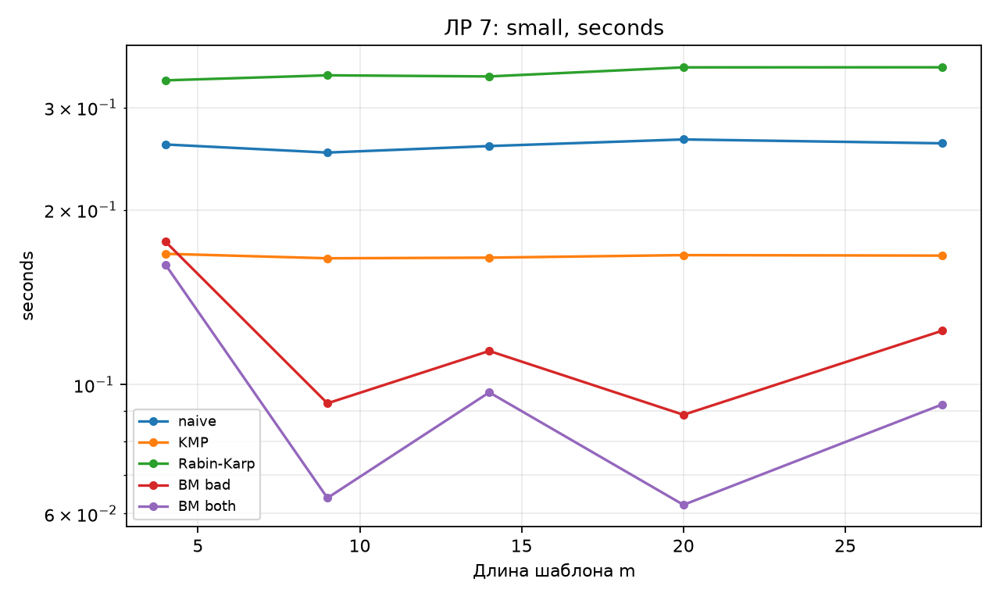 ЛР 7: small, seconds
seconds
3 × 10⁻¹
2 × 10⁻¹
10⁻¹
6 × 10⁻²
naive
KMP
Rabin-Karp
BM bad
BM both
5 10 15 20 25
Длина шаблона m